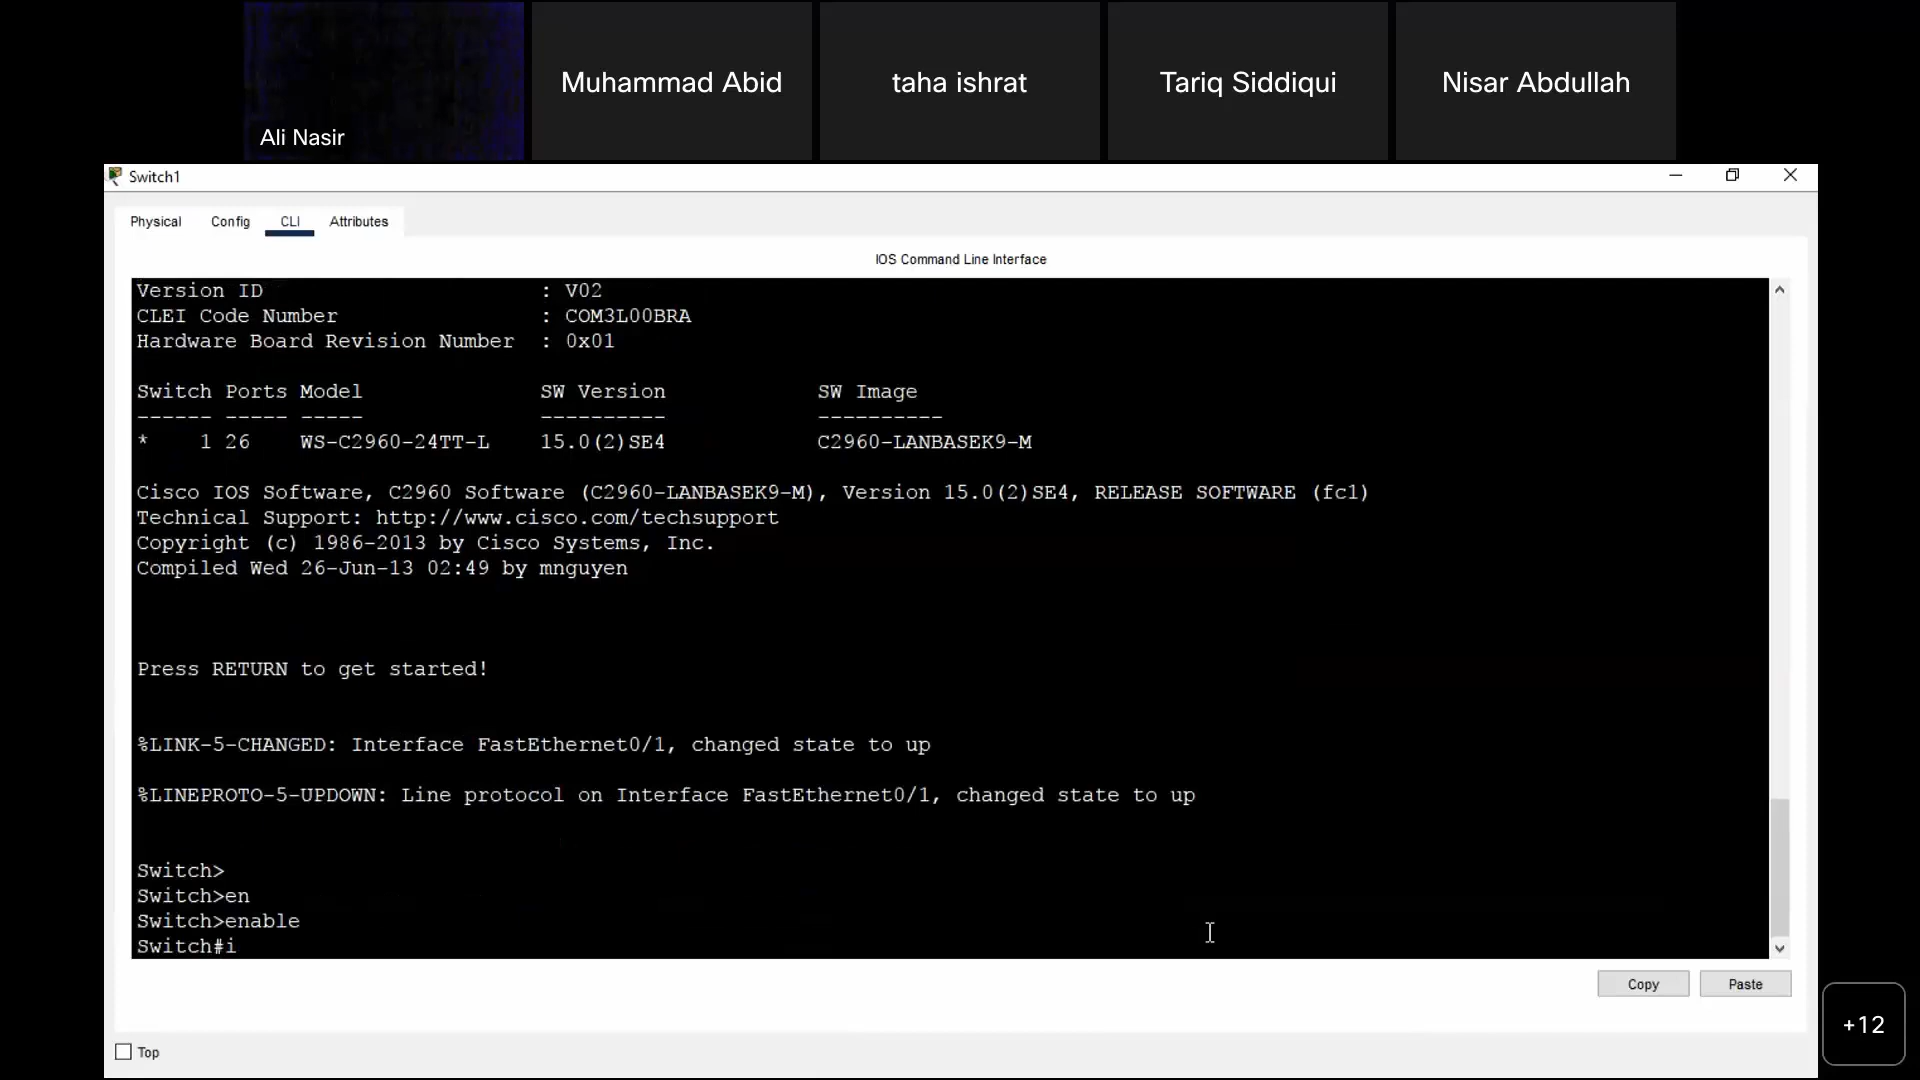 Ali Nasir
Muhammad Abid
taha ishrat
Tariq Siddiqui
Nisar Abdullah
Switch1
Physical Config CLI Attributes
IOS Command Line Interface
Version ID                      : V02
CLEI Code Number                : COM3L00BRA
Hardware Board Revision Number  : 0x01
Switch Ports Model              SW Version            SW Image
------ ----- -----              ----------            ----------
*    1 26    WS-C2960-24TT-L    15.0(2)SE4            C2960-LANBASEK9-M
Cisco IOS Software, C2960 Software (C2960-LANBASEK9-M), Version 15.0(2)SE4, RELEASE SOFTWARE (fc1)
Technical Support: http://www.cisco.com/techsupport
Copyright (c) 1986-2013 by Cisco Systems, Inc.
Compiled Wed 26-Jun-13 02:49 by mnguyen
Press RETURN to get started!
%LINK-5-CHANGED: Interface FastEthernet0/1, changed state to up
%LINEPROTO-5-UPDOWN: Line protocol on Interface FastEthernet0/1, changed state to up
Switch>
Switch>en
Switch>enable
Switch#i
Copy Paste
+12
Top